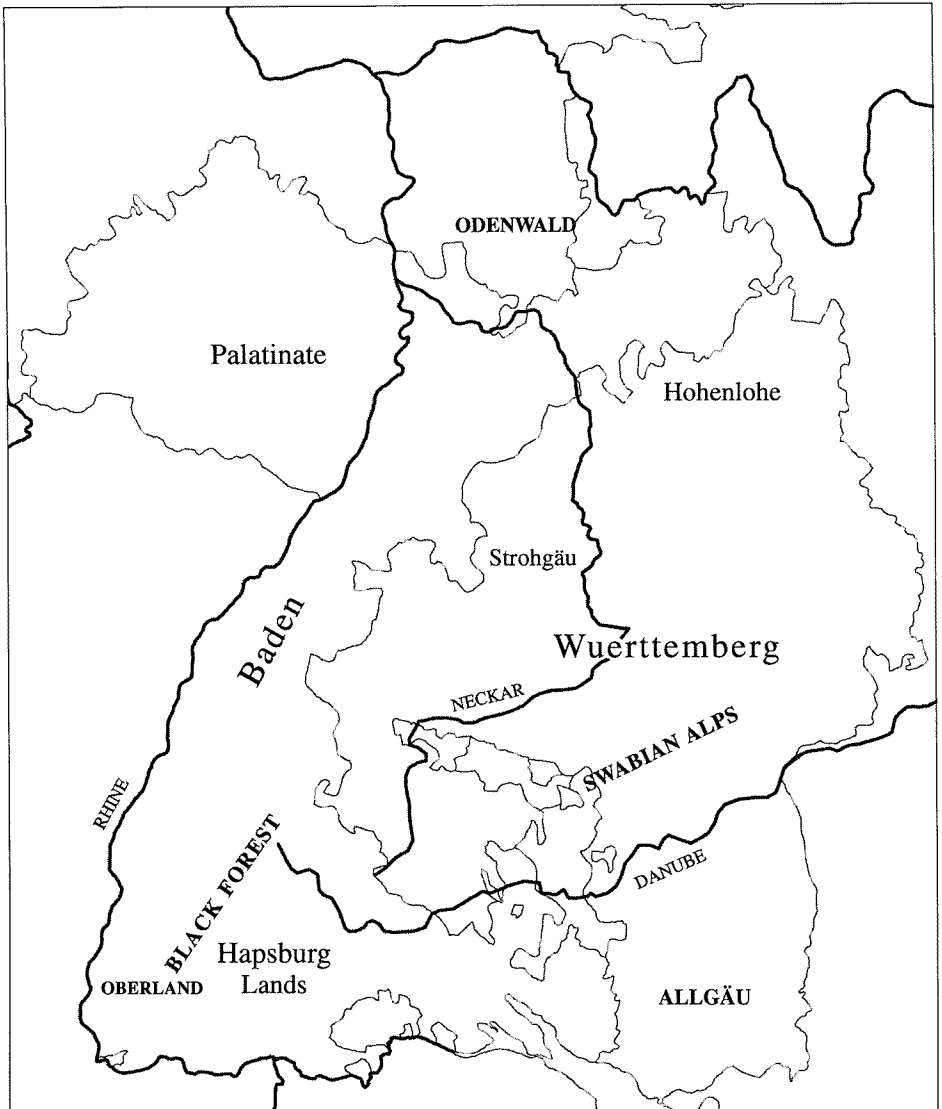 ODENWALD
Palatinate
Hohenlohe
Strohgäu
Baden
Wuerttemberg
NECKAR
SWABIAN ALPS
RHINE
BLACK FOREST
DANUBE
Hapsburg
Lands
OBERLAND
ALLGÄU